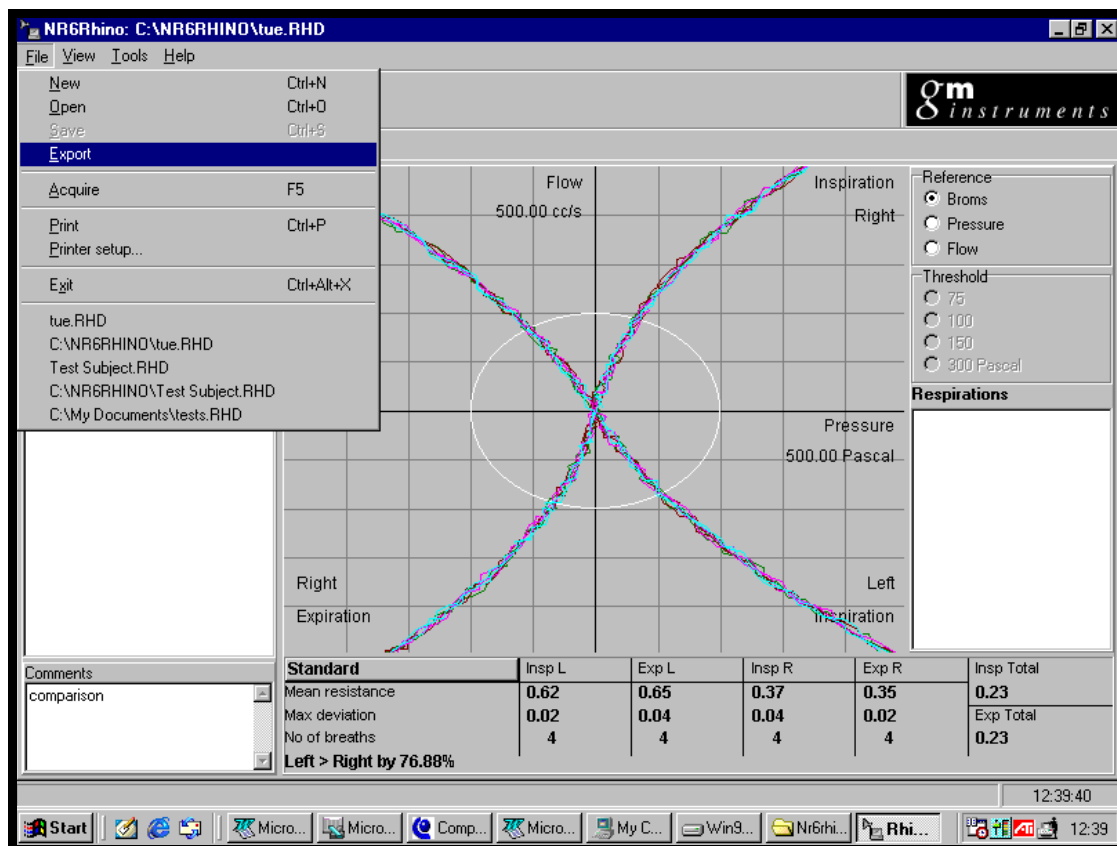 NR6Rhino: C:\NR6RHINO\tue.RHD
File View Tools Help
New Ctrl+N
Open Ctrl+O
Save Ctrl+S
Export
Acquire F5
Print Ctrl+P
Printer setup...
Exit Ctrl+Alt+X
tue.RHD
C:\NR6RHINO\tue.RHD
Test Subject.RHD
C:\NR6RHINO\Test Subject.RHD
C:\My Documents\tests.RHD
gm
instruments
Flow
500.00 cc/s
Inspiration
Right
Pressure
500.00 Pascal
Right
Expiration
Left
Inspiration
Reference
Broms
Pressure
Flow
Threshold
75
100
150
300 Pascal
Respirations
Comments
comparison
Standard Insp L Exp L Insp R Exp R Insp Total
Mean resistance 0.62 0.65 0.37 0.35 0.23
Max deviation 0.02 0.04 0.04 0.02 Exp Total
No of breaths 4 4 4 4 0.23
Left > Right by 76.88%
12:39:40
Start Micro... Micro... Comp... Micro... My C... Win9... Nr6rhi... Rhi... 12:39